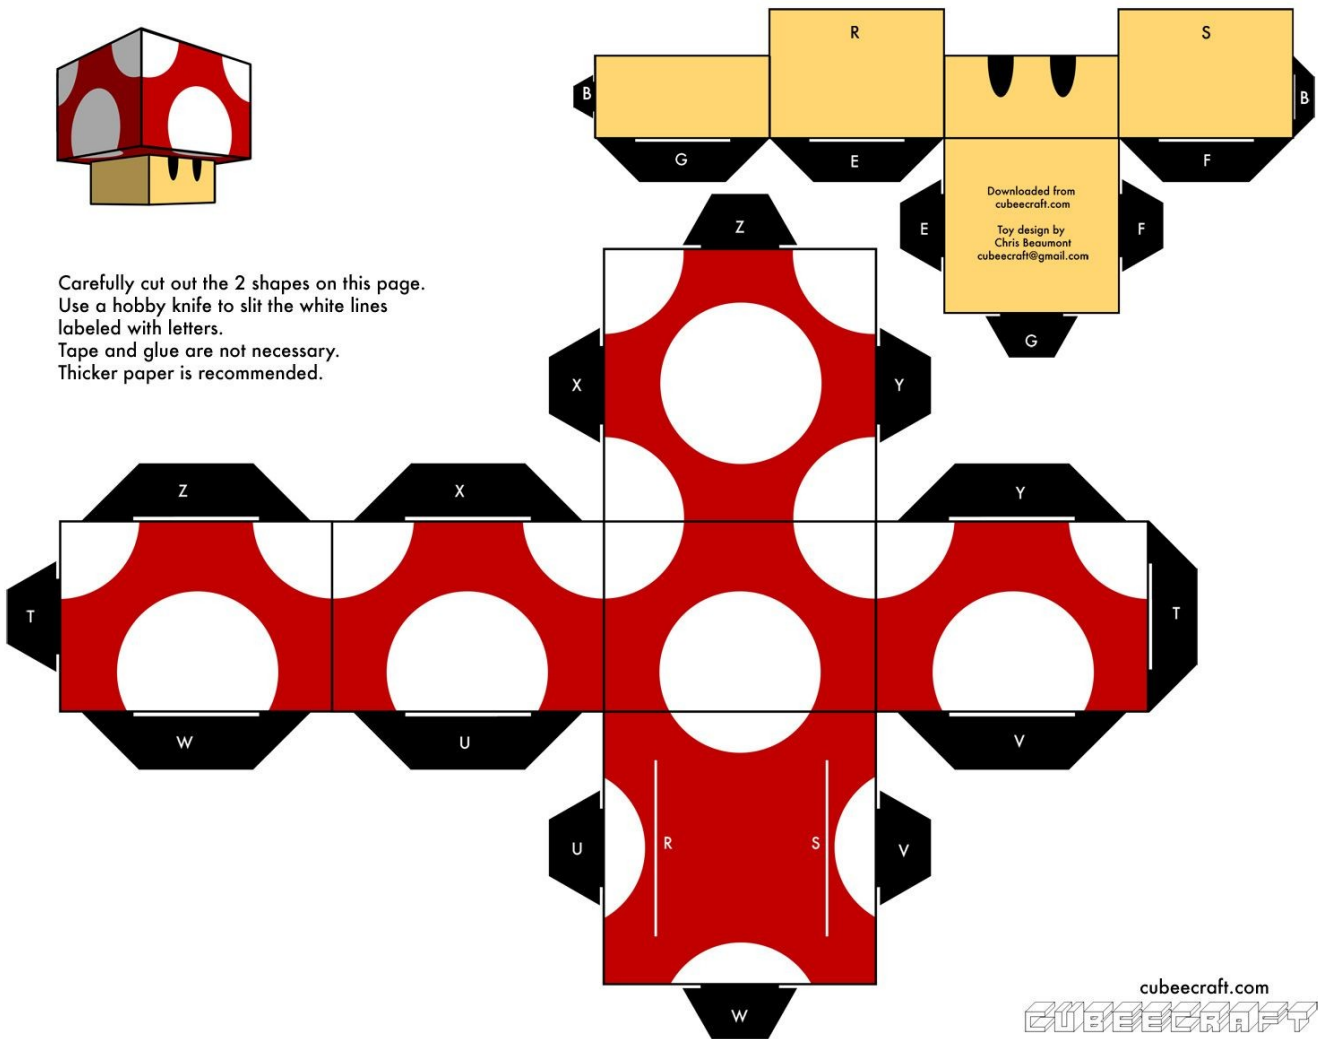 R
S
B
B
G
E
F
Downloaded from
cubeecraft.com
Toy design by
Chris Beaumont
cubeecraft@gmail.com
E
F
G
Z
Carefully cut out the 2 shapes on this page.
Use a hobby knife to slit the white lines
labeled with letters.
Tape and glue are not necessary.
Thicker paper is recommended.
X
Y
Z
X
Y
T
T
W
U
V
U
R
S
V
W
cubeecraft.com
CUBEECRAFT